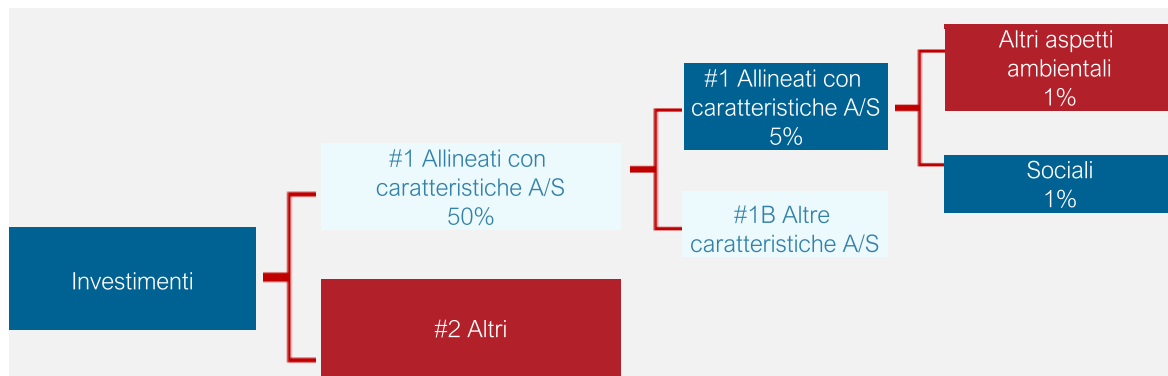 Investimenti
#1 Allineati con
caratteristiche A/S
50%
#2 Altri
#1 Allineati con
caratteristiche A/S
5%
#1B Altre
caratteristiche A/S
Altri aspetti
ambientali
1%
Sociali
1%